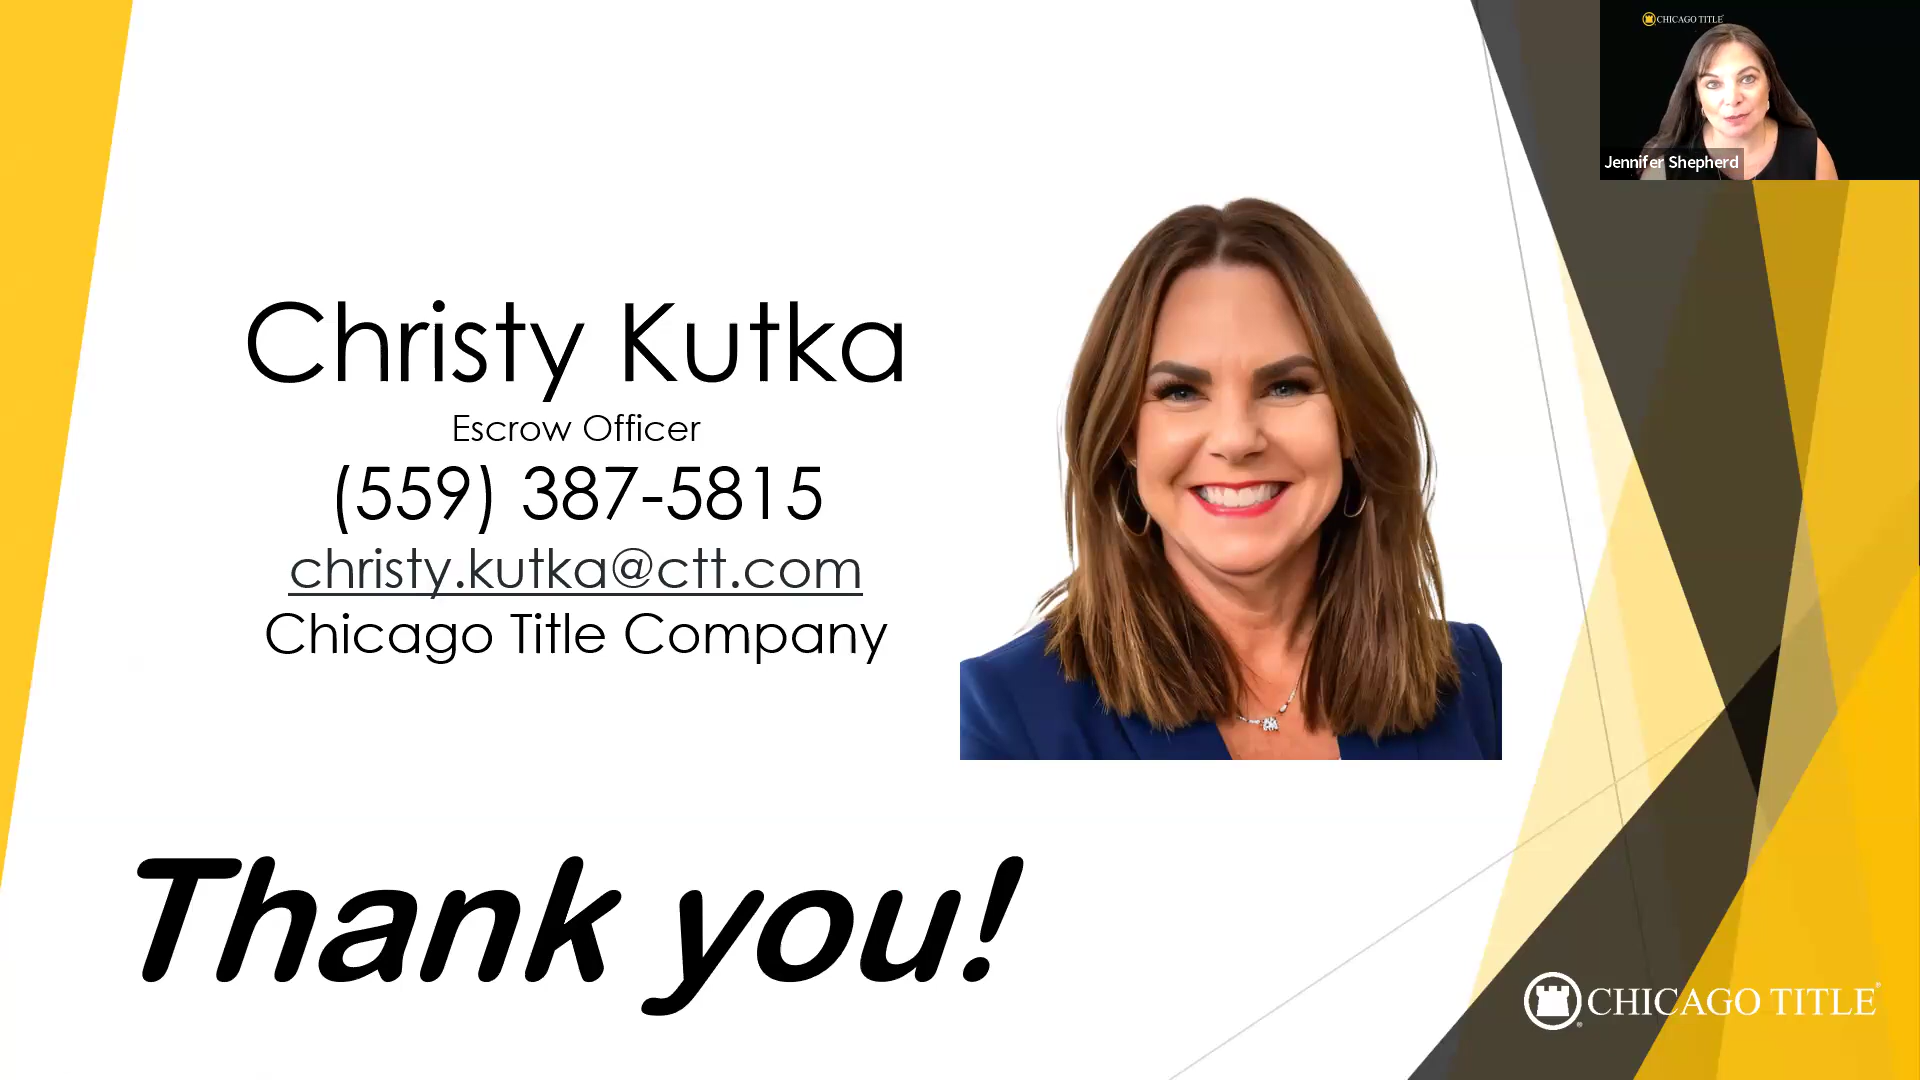 CHICAGO TITLE
Jennifer Shepherd
Christy Kutka
Escrow Officer
(559) 387-5815
christy.kutka@ctt.com
Chicago Title Company
Thank you!
CHICAGO TITLE®